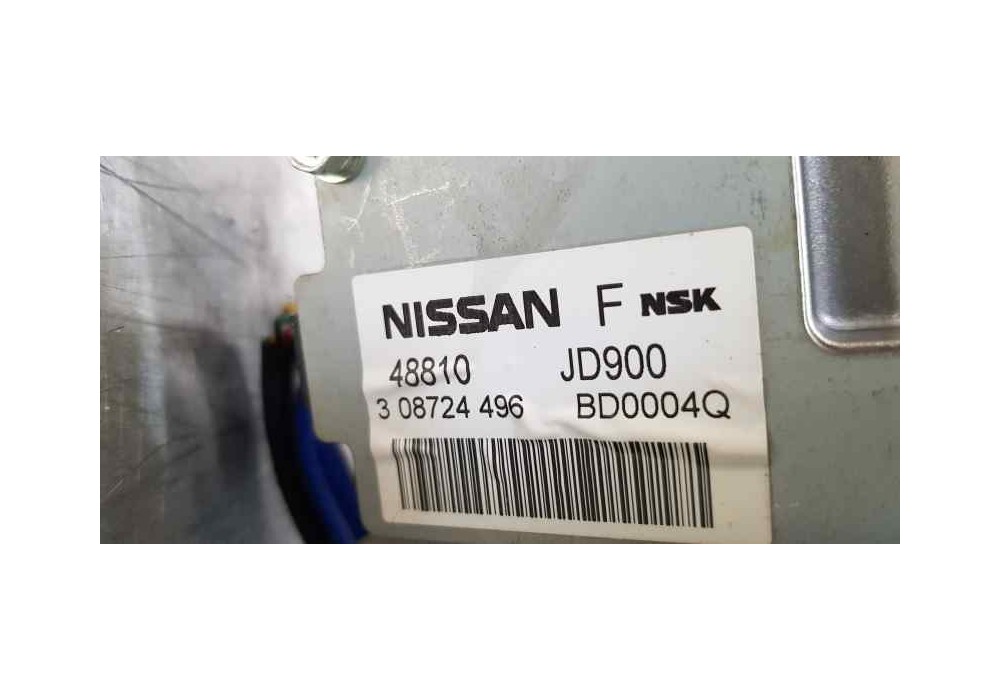 NISSAN F NSK
48810 JD900
3 08724 496 BD0004Q